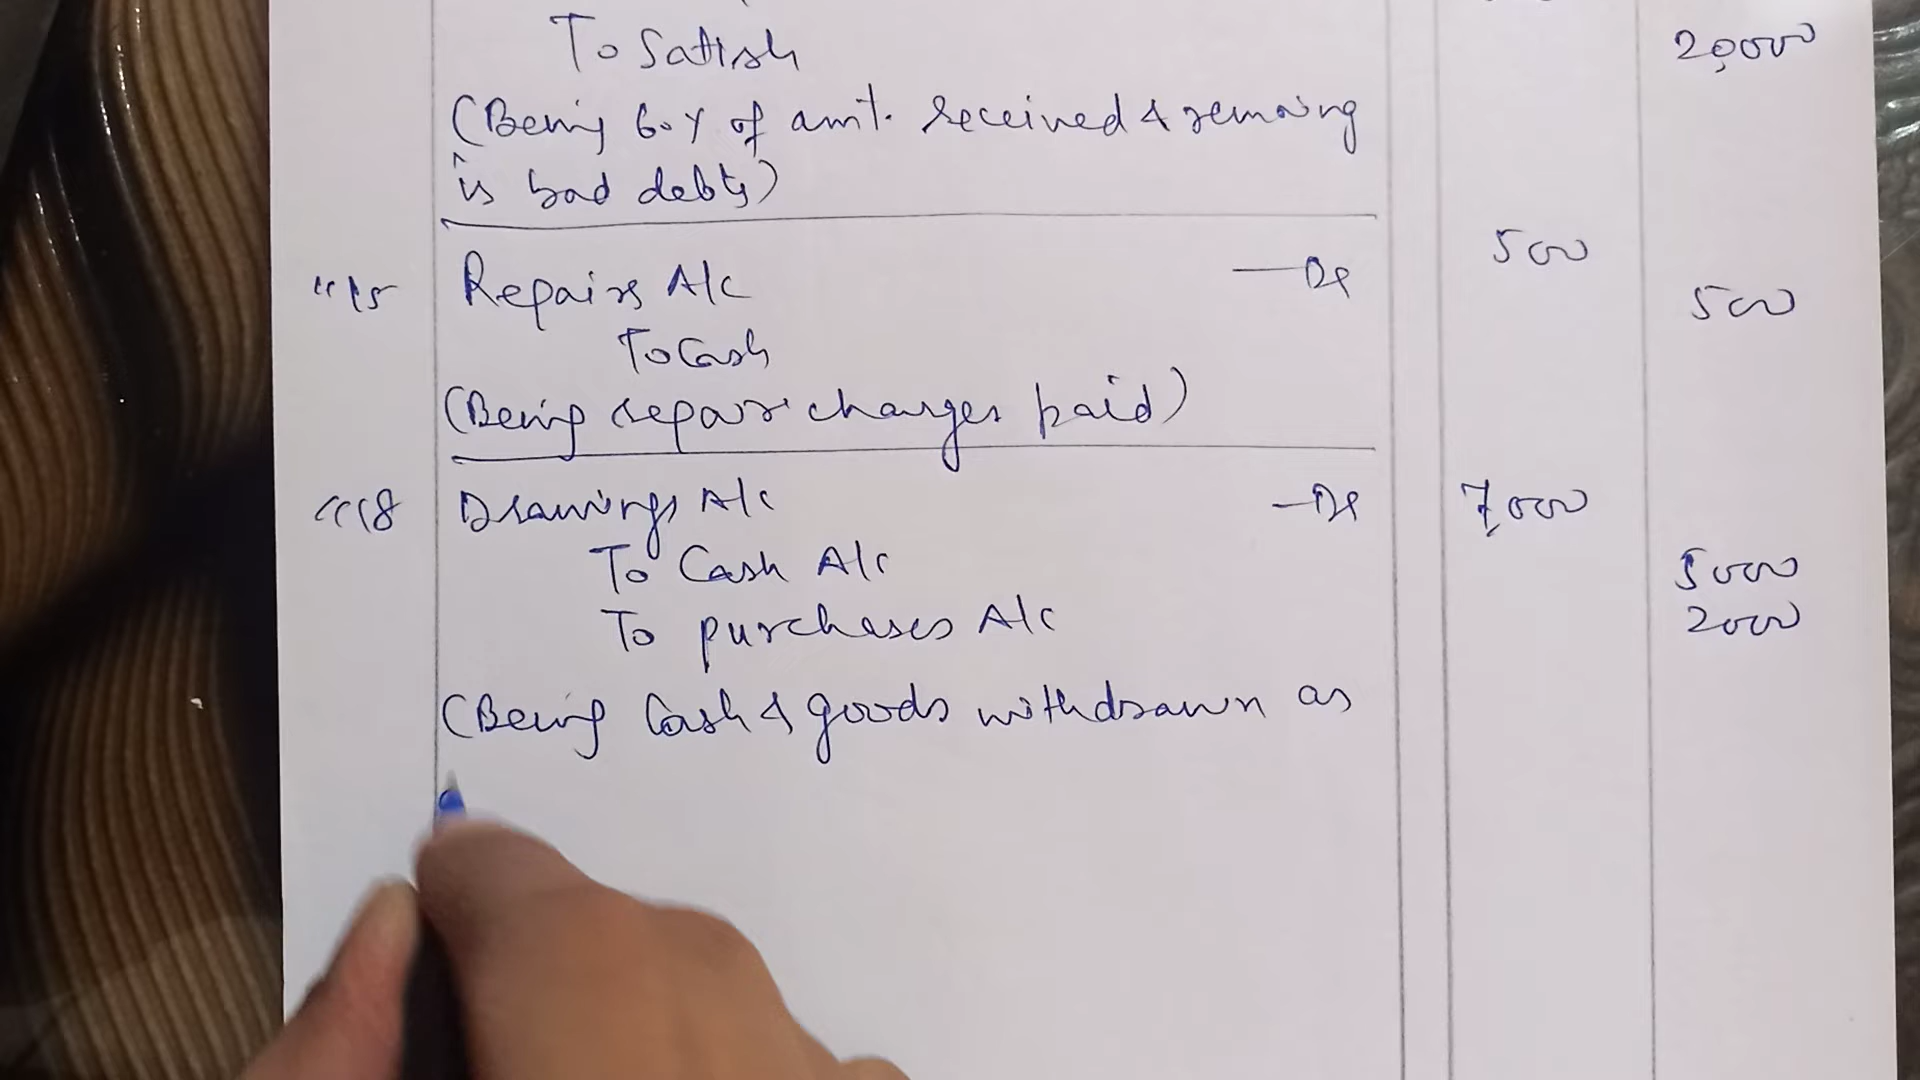 To Satish 20,000
(Being 60% of amt. received & remaing
is bad debts)
"15 Repairs A/c —Dr 500
To Cash 500
(Being repair charges paid)
"18 Drawings A/c —Dr 7,000
To Cash A/c 5000
To purchases A/c 2000
(Being Cash & goods withdrawn as